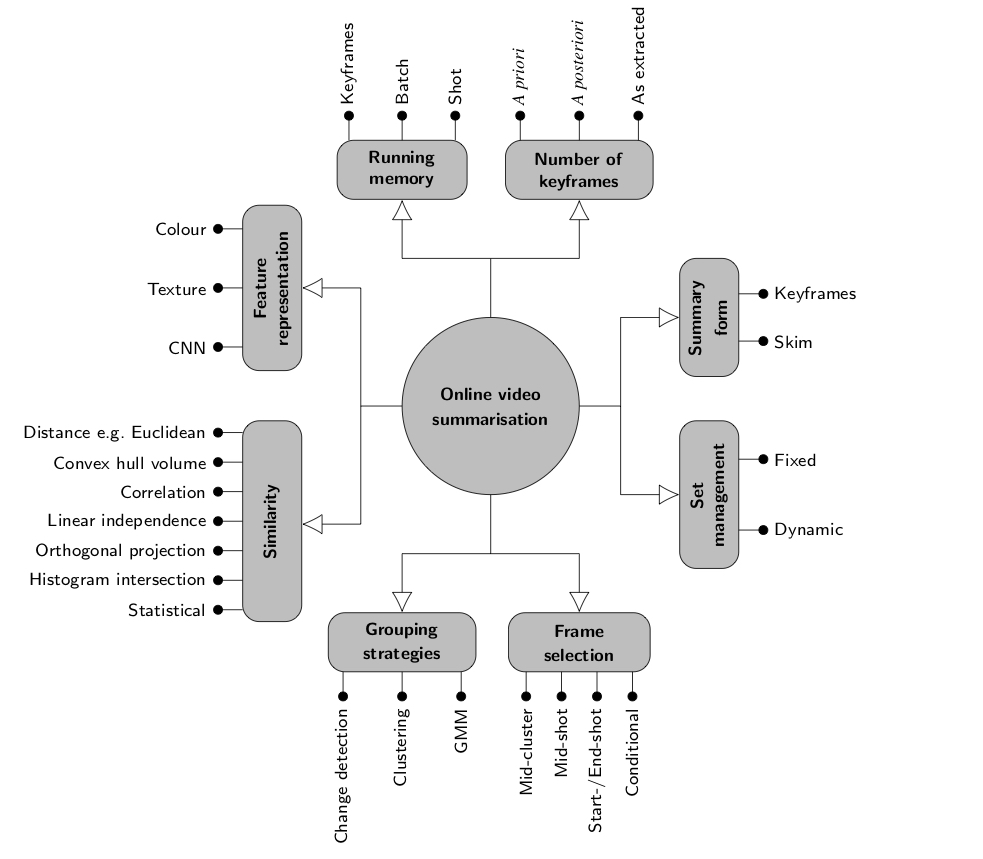 Keyframes
Batch
Shot
A priori
A posteriori
As extracted
Running
memory
Number of
keyframes
Colour
Texture
CNN
Feature
representation
Summary
form
Keyframes
Skim
Online video
summarisation
Distance e.g. Euclidean
Convex hull volume
Correlation
Linear independence
Orthogonal projection
Histogram intersection
Statistical
Similarity
Set
management
Fixed
Dynamic
Grouping
strategies
Frame
selection
Change detection
Clustering
GMM
Mid-cluster
Mid-shot
Start-/End-shot
Conditional